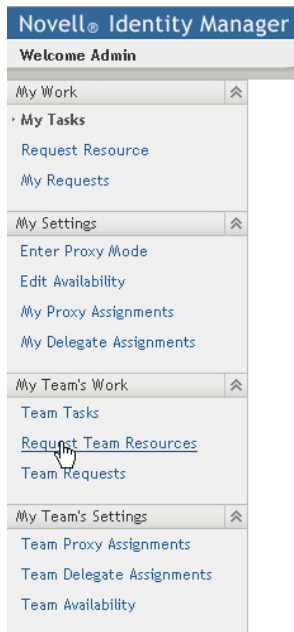 Novell® Identity Manager
Welcome Admin
My Work
My Tasks
Request Resource
My Requests
My Settings
Enter Proxy Mode
Edit Availability
My Proxy Assignments
My Delegate Assignments
My Team's Work
Team Tasks
Request Team Resources
Team Requests
My Team's Settings
Team Proxy Assignments
Team Delegate Assignments
Team Availability